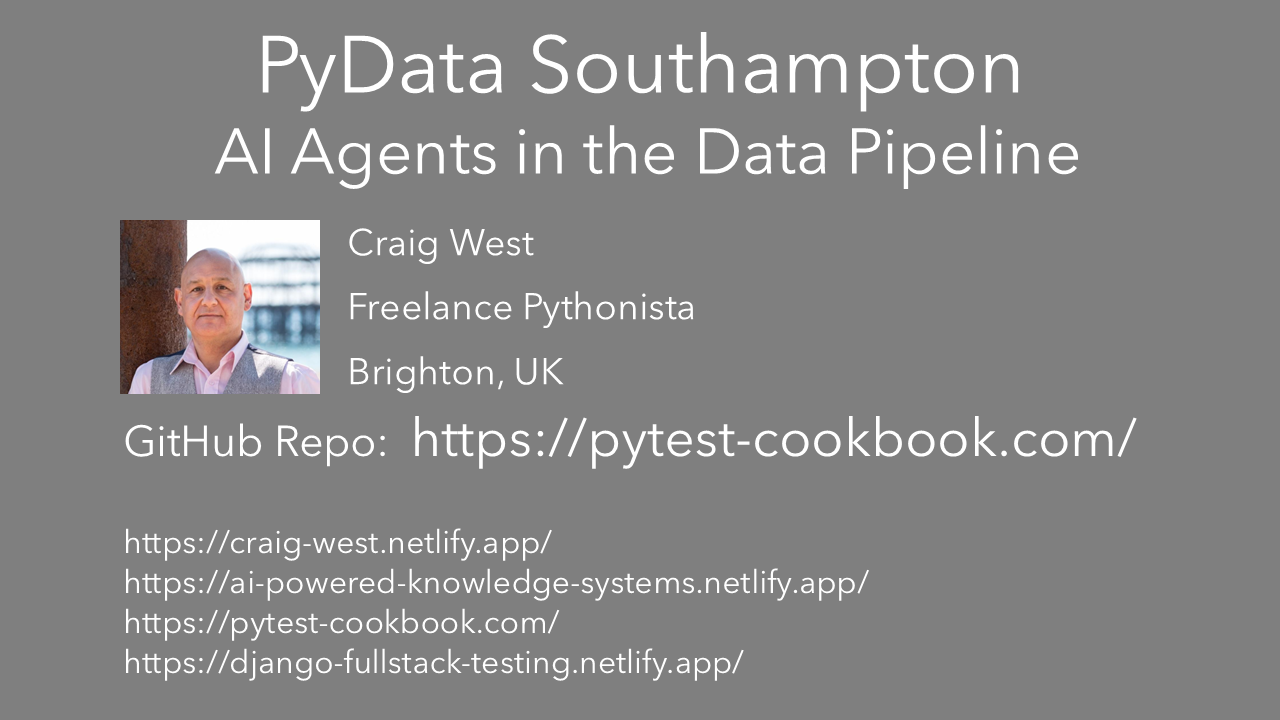 PyData Southampton
AI Agents in the Data Pipeline
Craig West
Freelance Pythonista
Brighton, UK
GitHub Repo: https://pytest-cookbook.com/
https://craig-west.netlify.app/
https://ai-powered-knowledge-systems.netlify.app/
https://pytest-cookbook.com/
https://django-fullstack-testing.netlify.app/